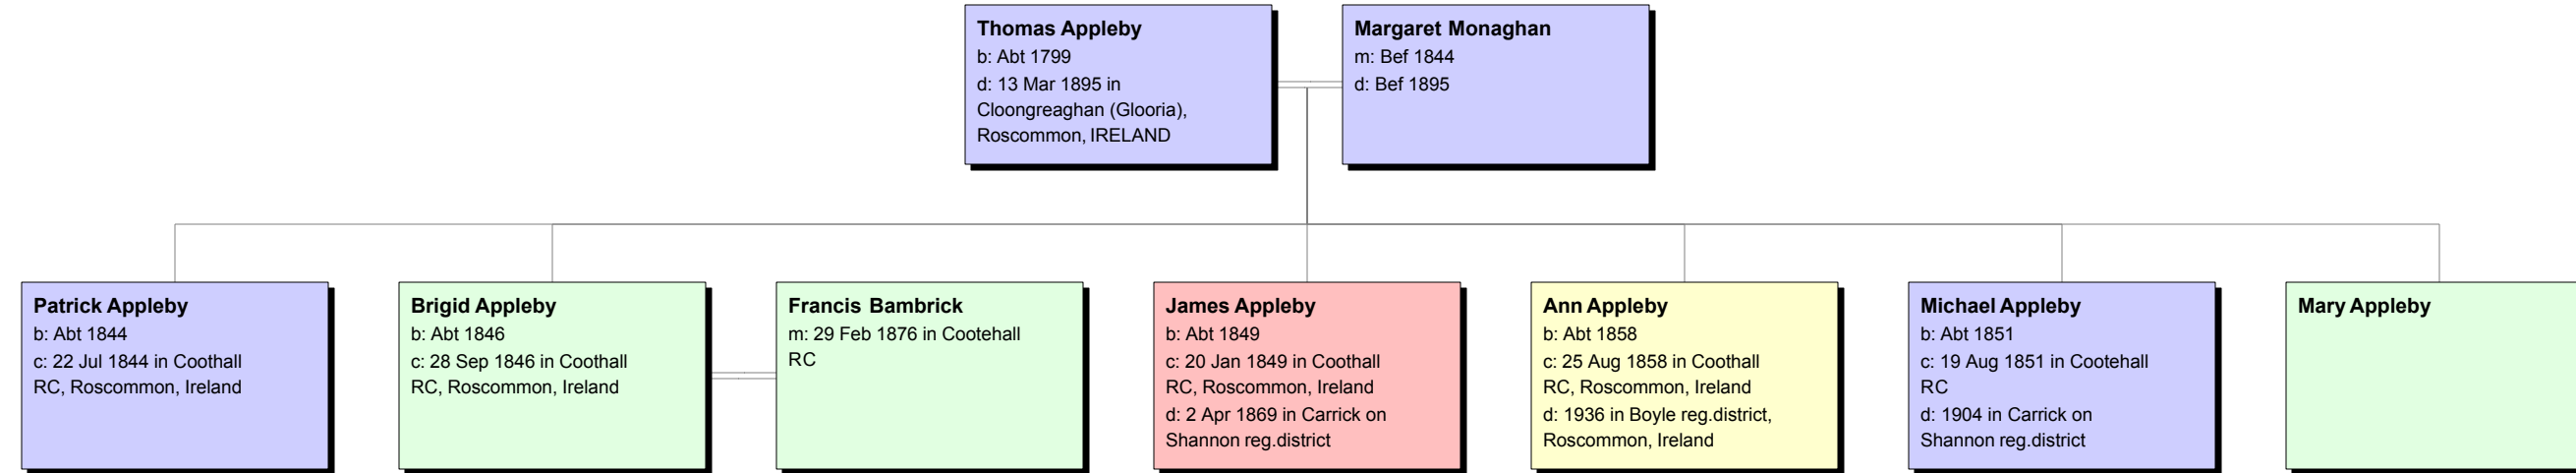 Thomas Appleby
b: Abt 1799
d: 13 Mar 1895 in
Cloongreaghan (Glooria),
Roscommon, IRELAND
Margaret Monaghan
m: Bef 1844
d: Bef 1895
Patrick Appleby
b: Abt 1844
c: 22 Jul 1844 in Coothall
RC, Roscommon, Ireland
Brigid Appleby
b: Abt 1846
c: 28 Sep 1846 in Coothall
RC, Roscommon, Ireland
Francis Bambrick
m: 29 Feb 1876 in Cootehall
RC
James Appleby
b: Abt 1849
c: 20 Jan 1849 in Coothall
RC, Roscommon, Ireland
d: 2 Apr 1869 in Carrick on
Shannon reg.district
Ann Appleby
b: Abt 1858
c: 25 Aug 1858 in Coothall
RC, Roscommon, Ireland
d: 1936 in Boyle reg.district,
Roscommon, Ireland
Michael Appleby
b: Abt 1851
c: 19 Aug 1851 in Cootehall
RC
d: 1904 in Carrick on
Shannon reg.district
Mary Appleby